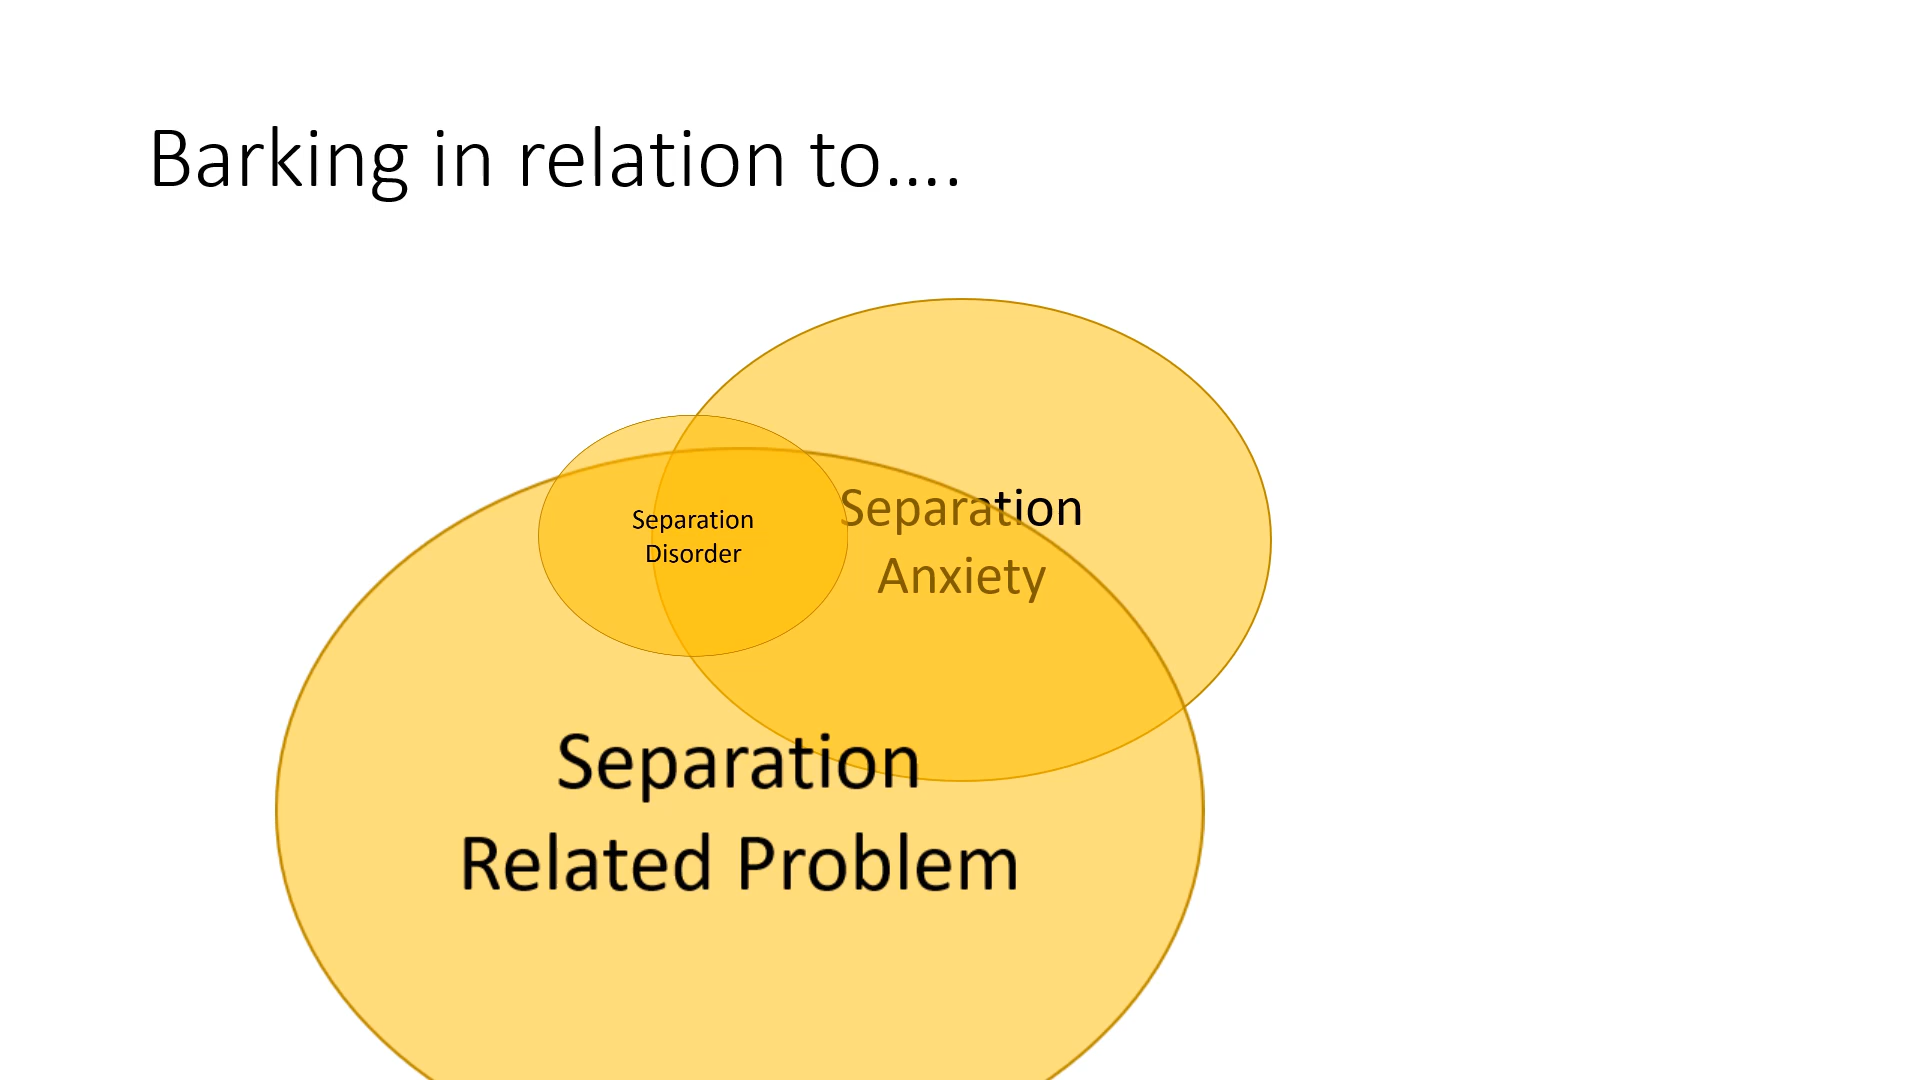 Barking in relation to....
Separation
Disorder
Separation
Anxiety
Separation
Related Problem